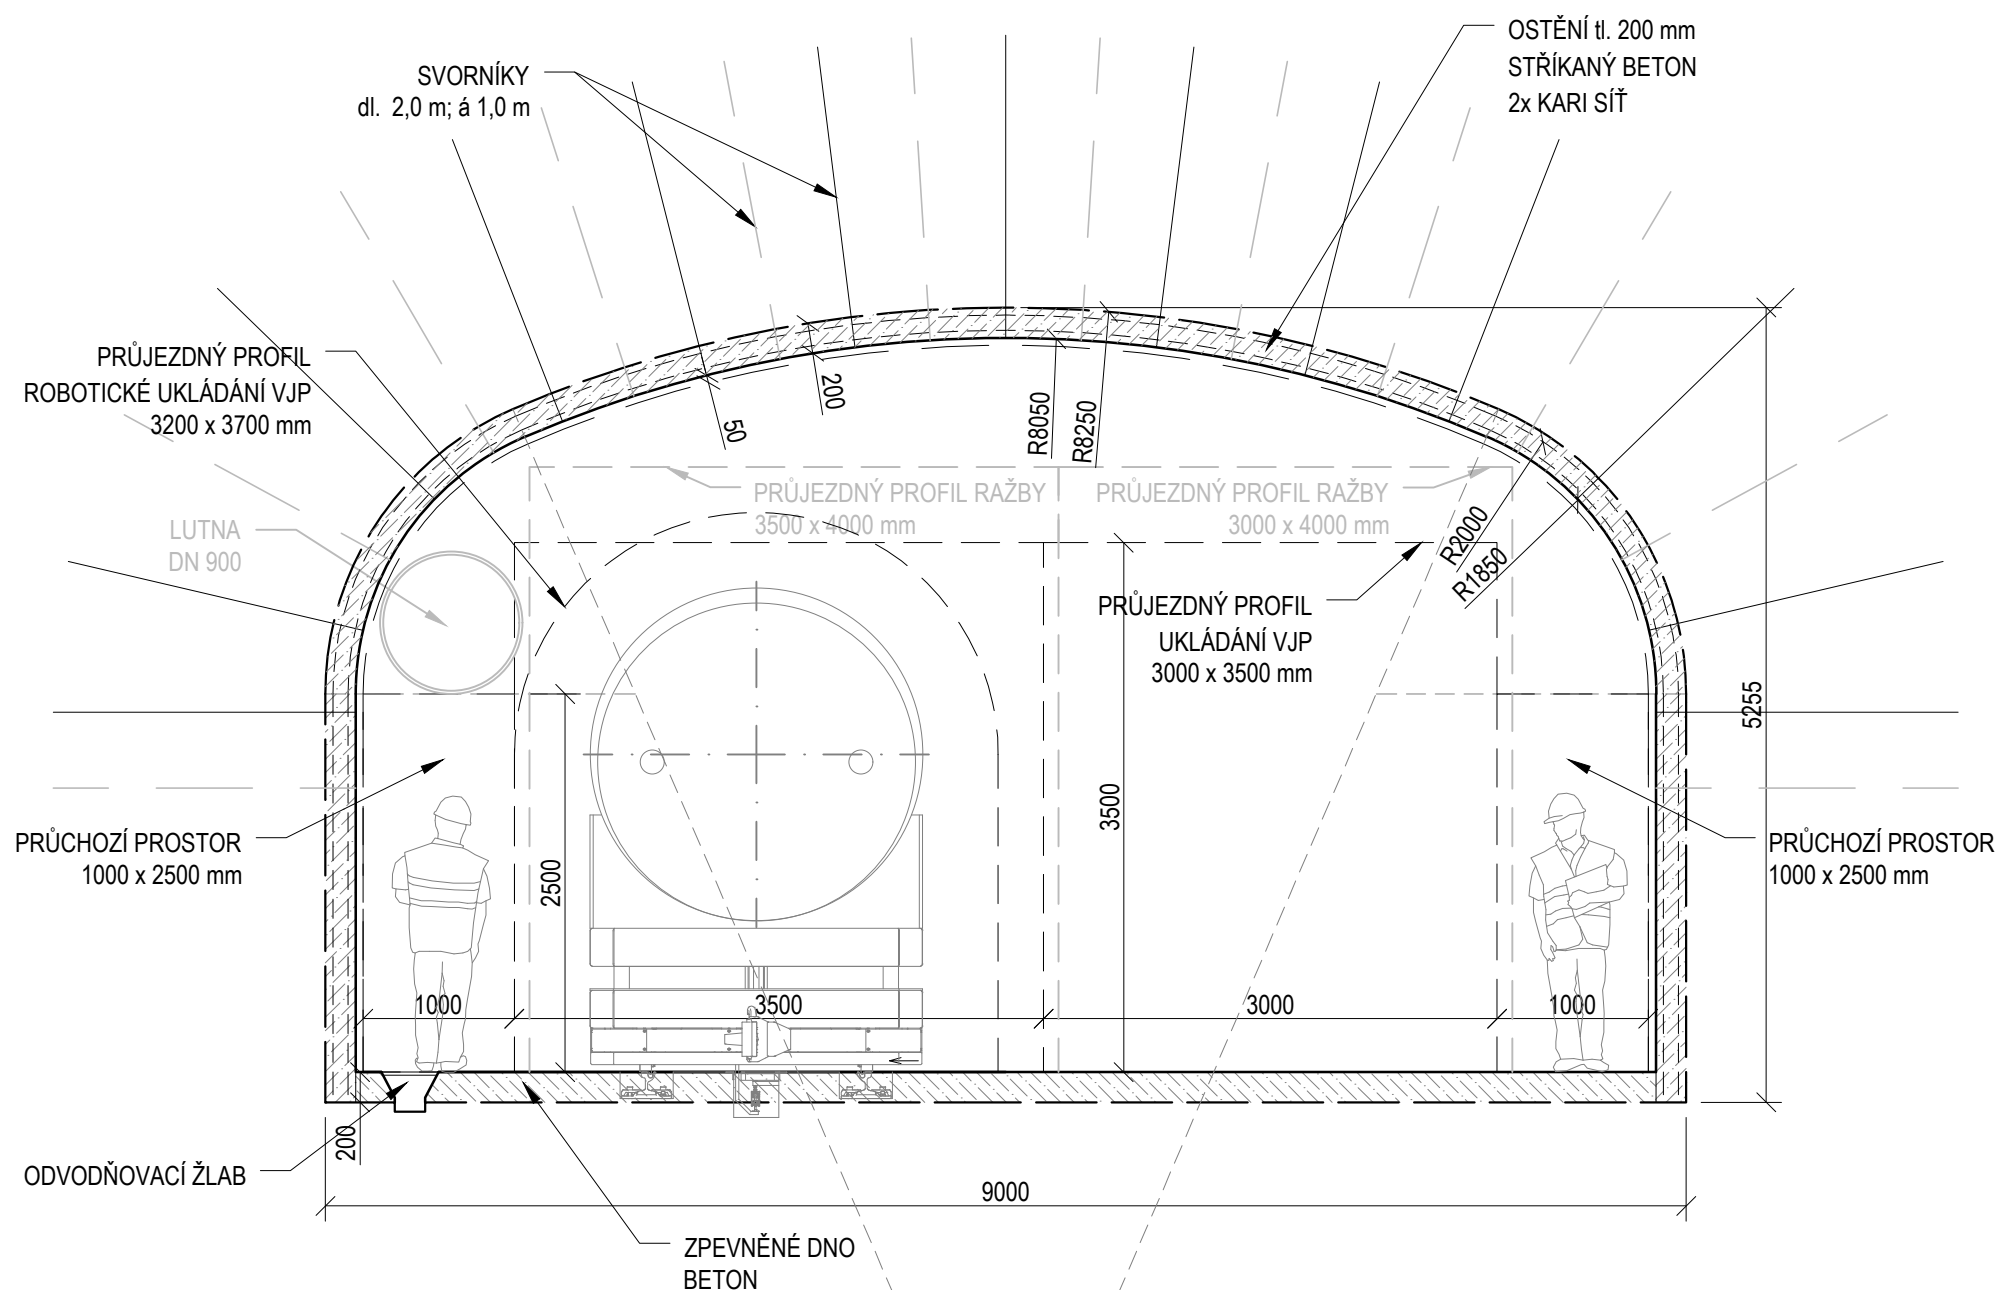 SVORNÍKY
dl.  2,0 m; á 1,0 m
OSTĚNÍ tl. 200 mm
STŘÍKANÝ BETON
2x KARI SÍŤ
PRŮJEZDNÝ PROFIL
ROBOTICKÉ UKLÁDÁNÍ VJP
3200 x 3700 mm
200
50
R8050
R8250
PRŮJEZDNÝ PROFIL RAŽBY
3500 x 4000 mm
PRŮJEZDNÝ PROFIL RAŽBY
3000 x 4000 mm
R2000
R1850
LUTNA
DN 900
PRŮJEZDNÝ PROFIL
UKLÁDÁNÍ VJP
3000 x 3500 mm
5255
3500
2500
PRŮCHOZÍ PROSTOR
1000 x 2500 mm
PRŮCHOZÍ PROSTOR
1000 x 2500 mm
1000
3500
3000
1000
200
ODVODŇOVACÍ ŽLAB
9000
ZPEVNĚNÉ DNO
BETON